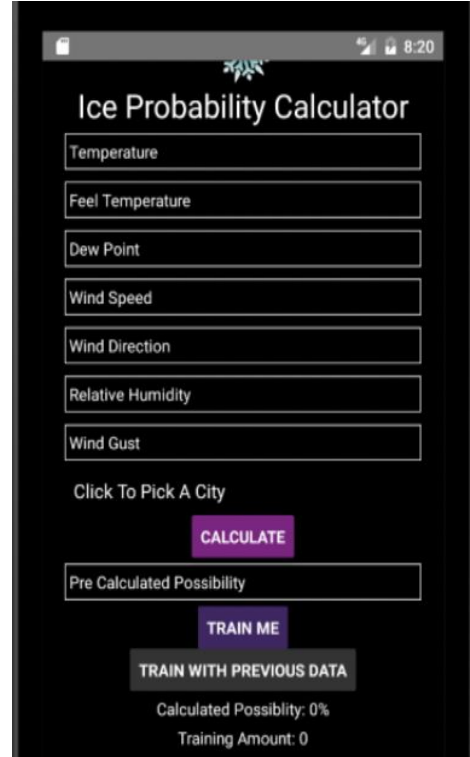 4G 8:20
Ice Probability Calculator
Temperature
Feel Temperature
Dew Point
Wind Speed
Wind Direction
Relative Humidity
Wind Gust
Click To Pick A City
CALCULATE
Pre Calculated Possibility
TRAIN ME
TRAIN WITH PREVIOUS DATA
Calculated Possiblity: 0%
Training Amount: 0